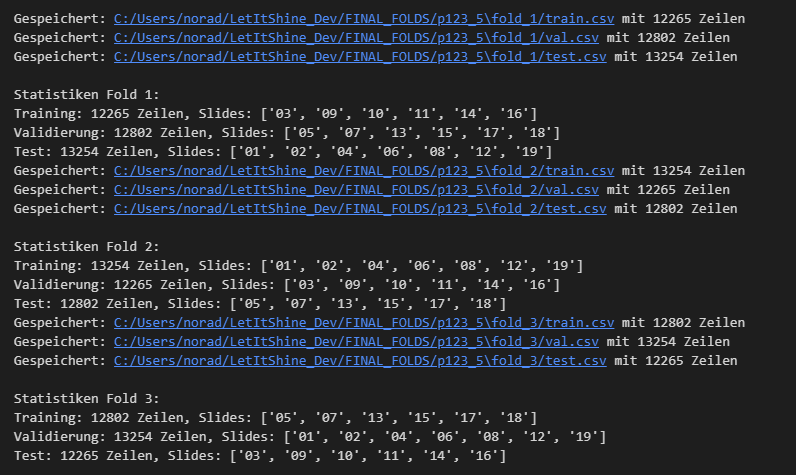 Gespeichert: C:/Users/norad/LetItShine_Dev/FINAL_FOLDS/p123_5\fold_1/train.csv mit 12265 Zeilen
Gespeichert: C:/Users/norad/LetItShine_Dev/FINAL_FOLDS/p123_5\fold_1/val.csv mit 12802 Zeilen
Gespeichert: C:/Users/norad/LetItShine_Dev/FINAL_FOLDS/p123_5\fold_1/test.csv mit 13254 Zeilen
Statistiken Fold 1:
Training: 12265 Zeilen, Slides: ['03', '09', '10', '11', '14', '16']
Validierung: 12802 Zeilen, Slides: ['05', '07', '13', '15', '17', '18']
Test: 13254 Zeilen, Slides: ['01', '02', '04', '06', '08', '12', '19']
Gespeichert: C:/Users/norad/LetItShine_Dev/FINAL_FOLDS/p123_5\fold_2/train.csv mit 13254 Zeilen
Gespeichert: C:/Users/norad/LetItShine_Dev/FINAL_FOLDS/p123_5\fold_2/val.csv mit 12265 Zeilen
Gespeichert: C:/Users/norad/LetItShine_Dev/FINAL_FOLDS/p123_5\fold_2/test.csv mit 12802 Zeilen
Statistiken Fold 2:
Training: 13254 Zeilen, Slides: ['01', '02', '04', '06', '08', '12', '19']
Validierung: 12265 Zeilen, Slides: ['03', '09', '10', '11', '14', '16']
Test: 12802 Zeilen, Slides: ['05', '07', '13', '15', '17', '18']
Gespeichert: C:/Users/norad/LetItShine_Dev/FINAL_FOLDS/p123_5\fold_3/train.csv mit 12802 Zeilen
Gespeichert: C:/Users/norad/LetItShine_Dev/FINAL_FOLDS/p123_5\fold_3/val.csv mit 13254 Zeilen
Gespeichert: C:/Users/norad/LetItShine_Dev/FINAL_FOLDS/p123_5\fold_3/test.csv mit 12265 Zeilen
Statistiken Fold 3:
Training: 12802 Zeilen, Slides: ['05', '07', '13', '15', '17', '18']
Validierung: 13254 Zeilen, Slides: ['01', '02', '04', '06', '08', '12', '19']
Test: 12265 Zeilen, Slides: ['03', '09', '10', '11', '14', '16']